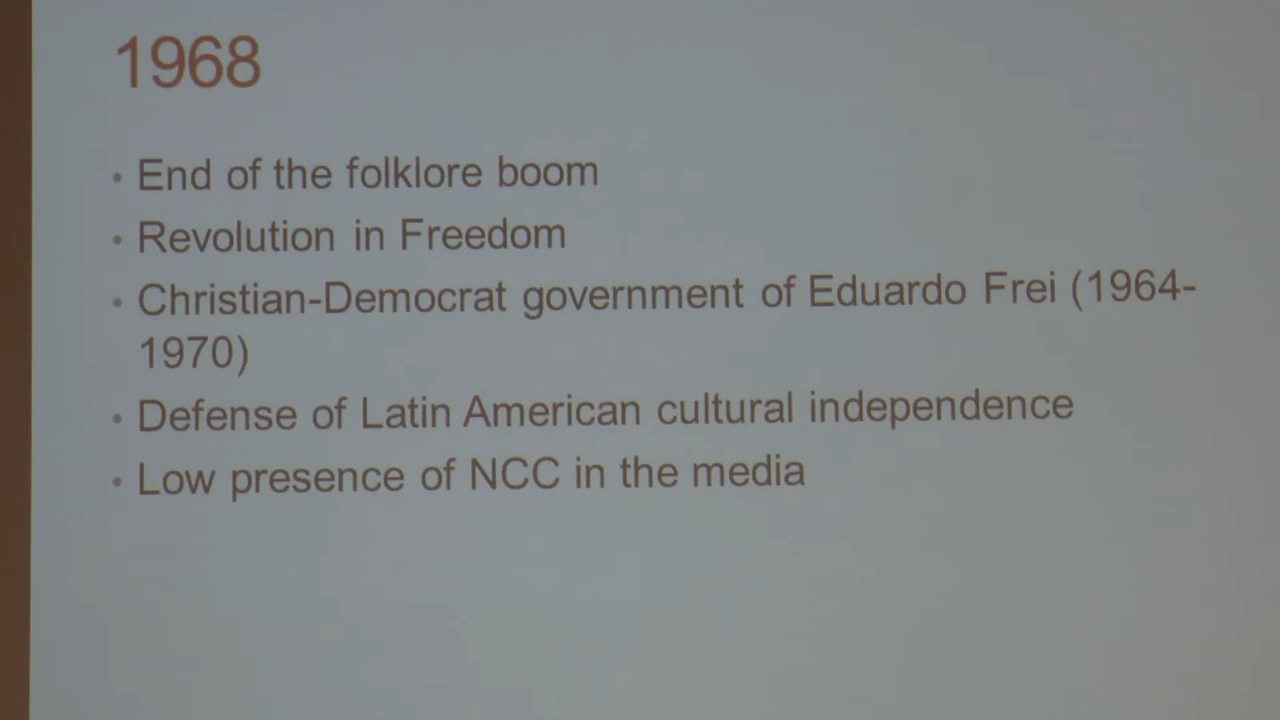 1968
• End of the folklore boom
• Revolution in Freedom
• Christian-Democrat government of Eduardo Frei (1964-
1970)
• Defense of Latin American cultural independence
• Low presence of NCC in the media